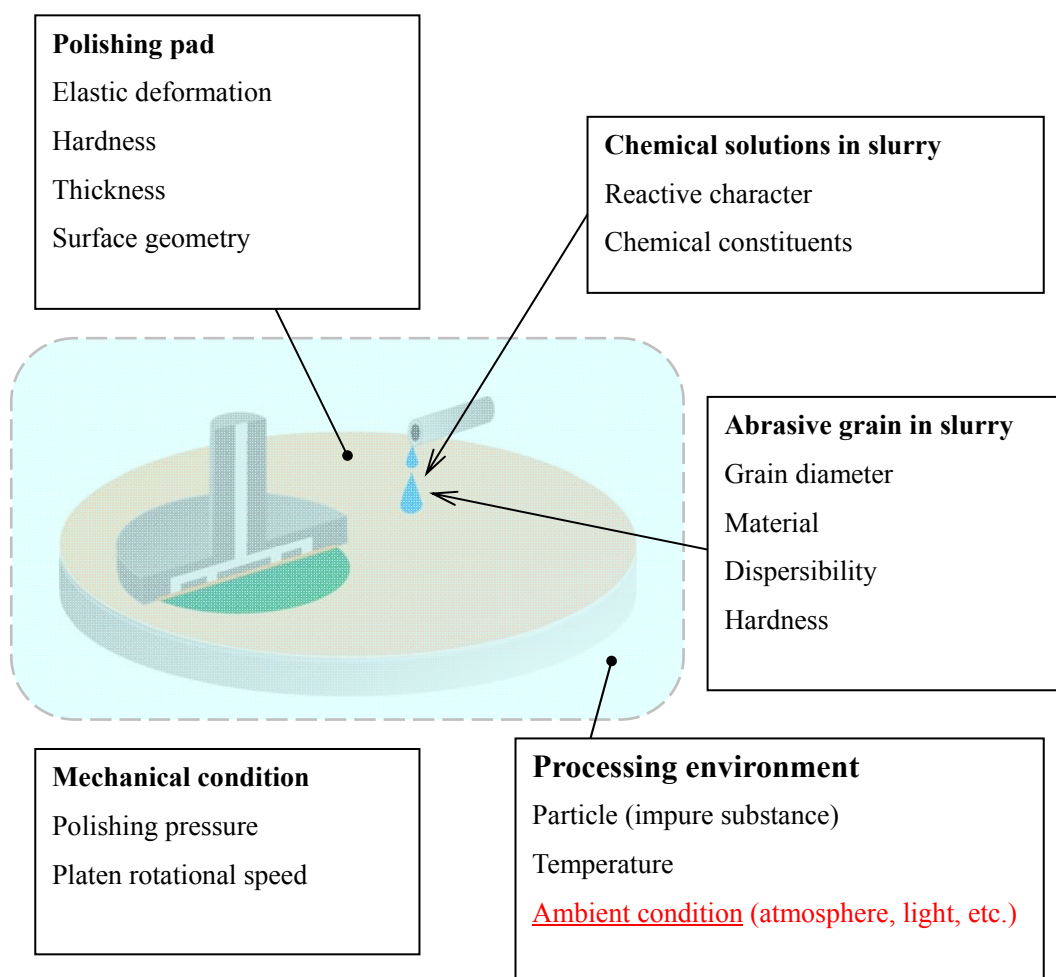 Polishing pad
Elastic deformation
Hardness
Thickness
Surface geometry
Chemical solutions in slurry
Reactive character
Chemical constituents
Abrasive grain in slurry
Grain diameter
Material
Dispersibility
Hardness
Mechanical condition
Polishing pressure
Platen rotational speed
Processing environment
Particle (impure substance)
Temperature
Ambient condition (atmosphere, light, etc.)